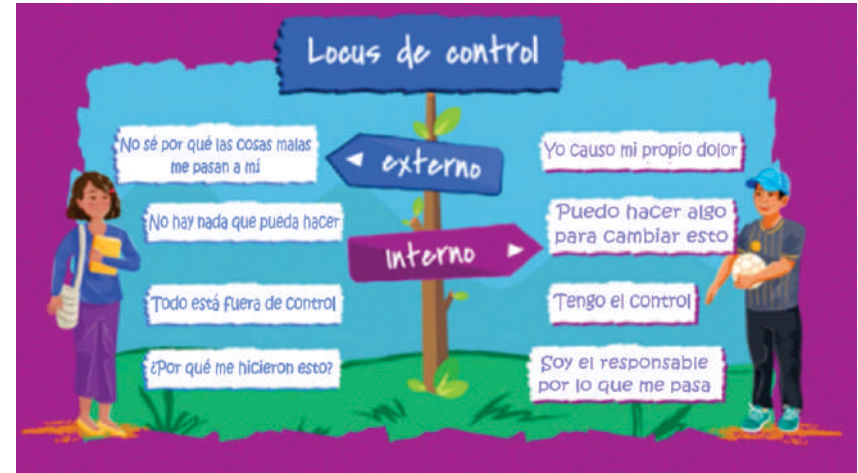 Locus de control
externo
No sé por qué las cosas malas
me pasan a mí
No hay nada que pueda hacer
Todo está fuera de control
¿Por qué me hicieron esto?
Interno
Yo causo mi propio dolor
Puedo hacer algo
para cambiar esto
Tengo el control
Soy el responsable
por lo que me pasa